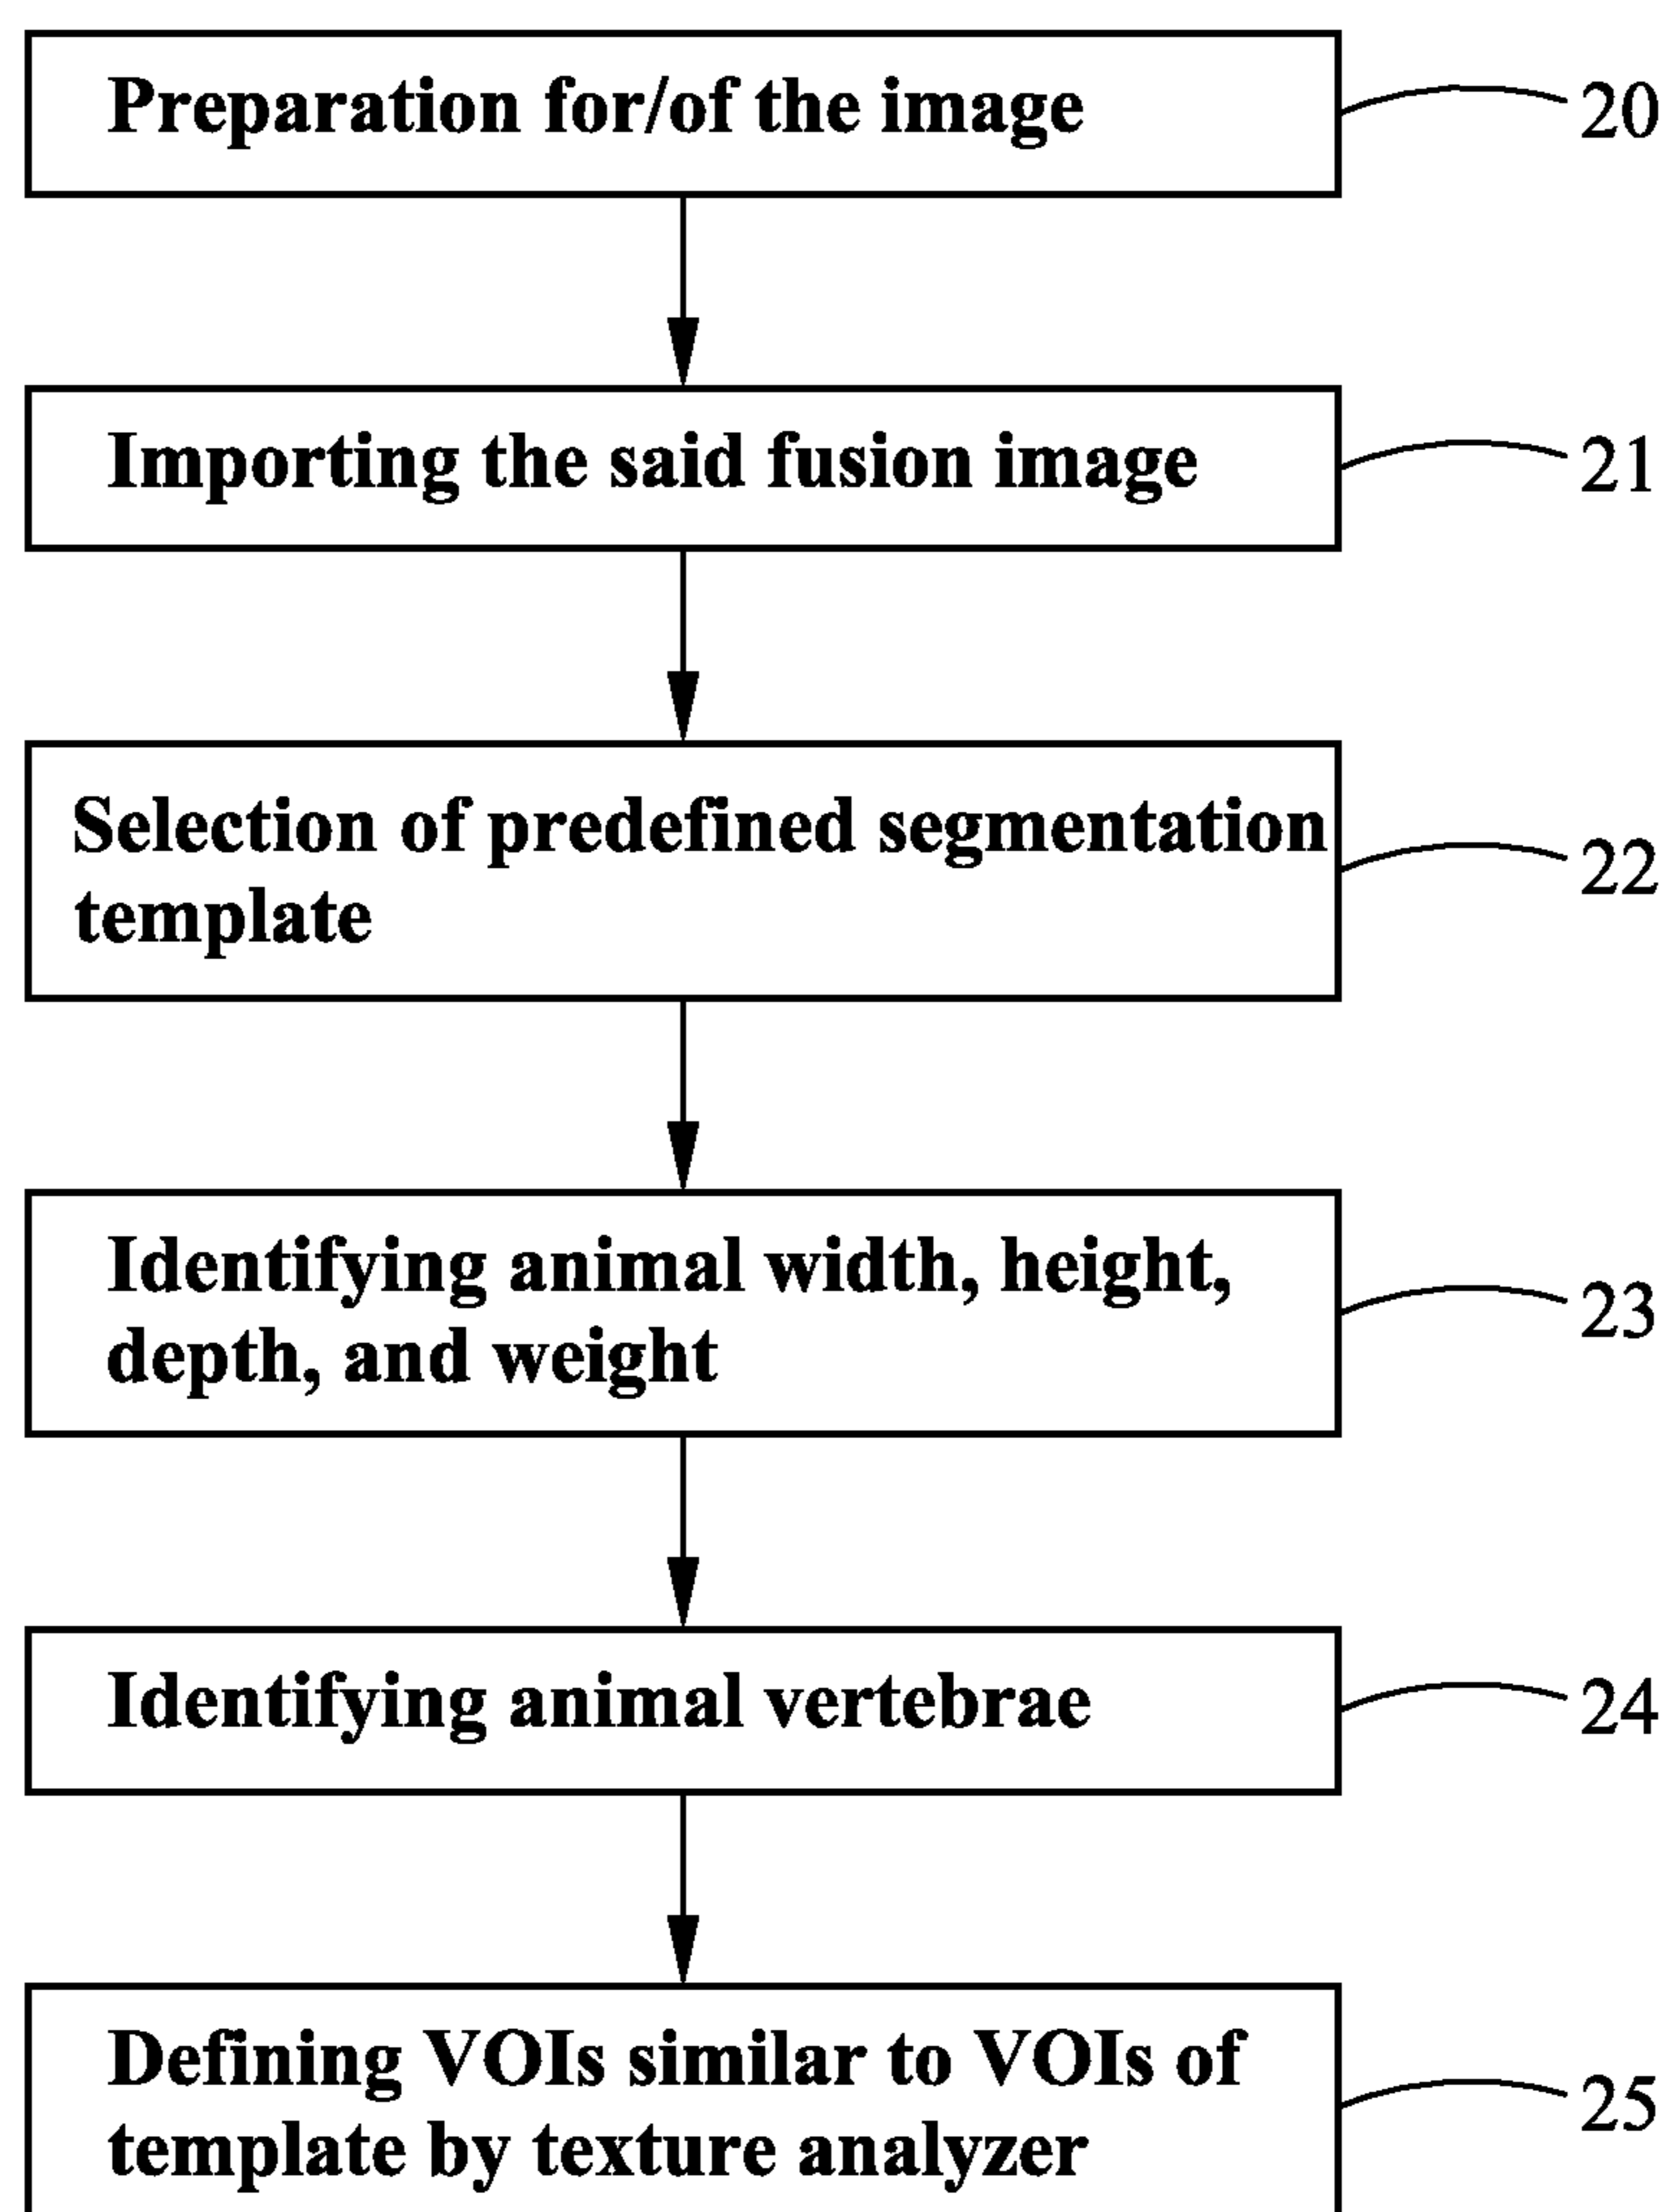 Preparation for/of the image
20
Importing the said fusion image
21
Selection of predefined segmentation
template
22
Identifying animal width, height,
depth, and weight
23
Identifying animal vertebrae
24
Defining VOIs similar to VOIs of
template by texture analyzer
25